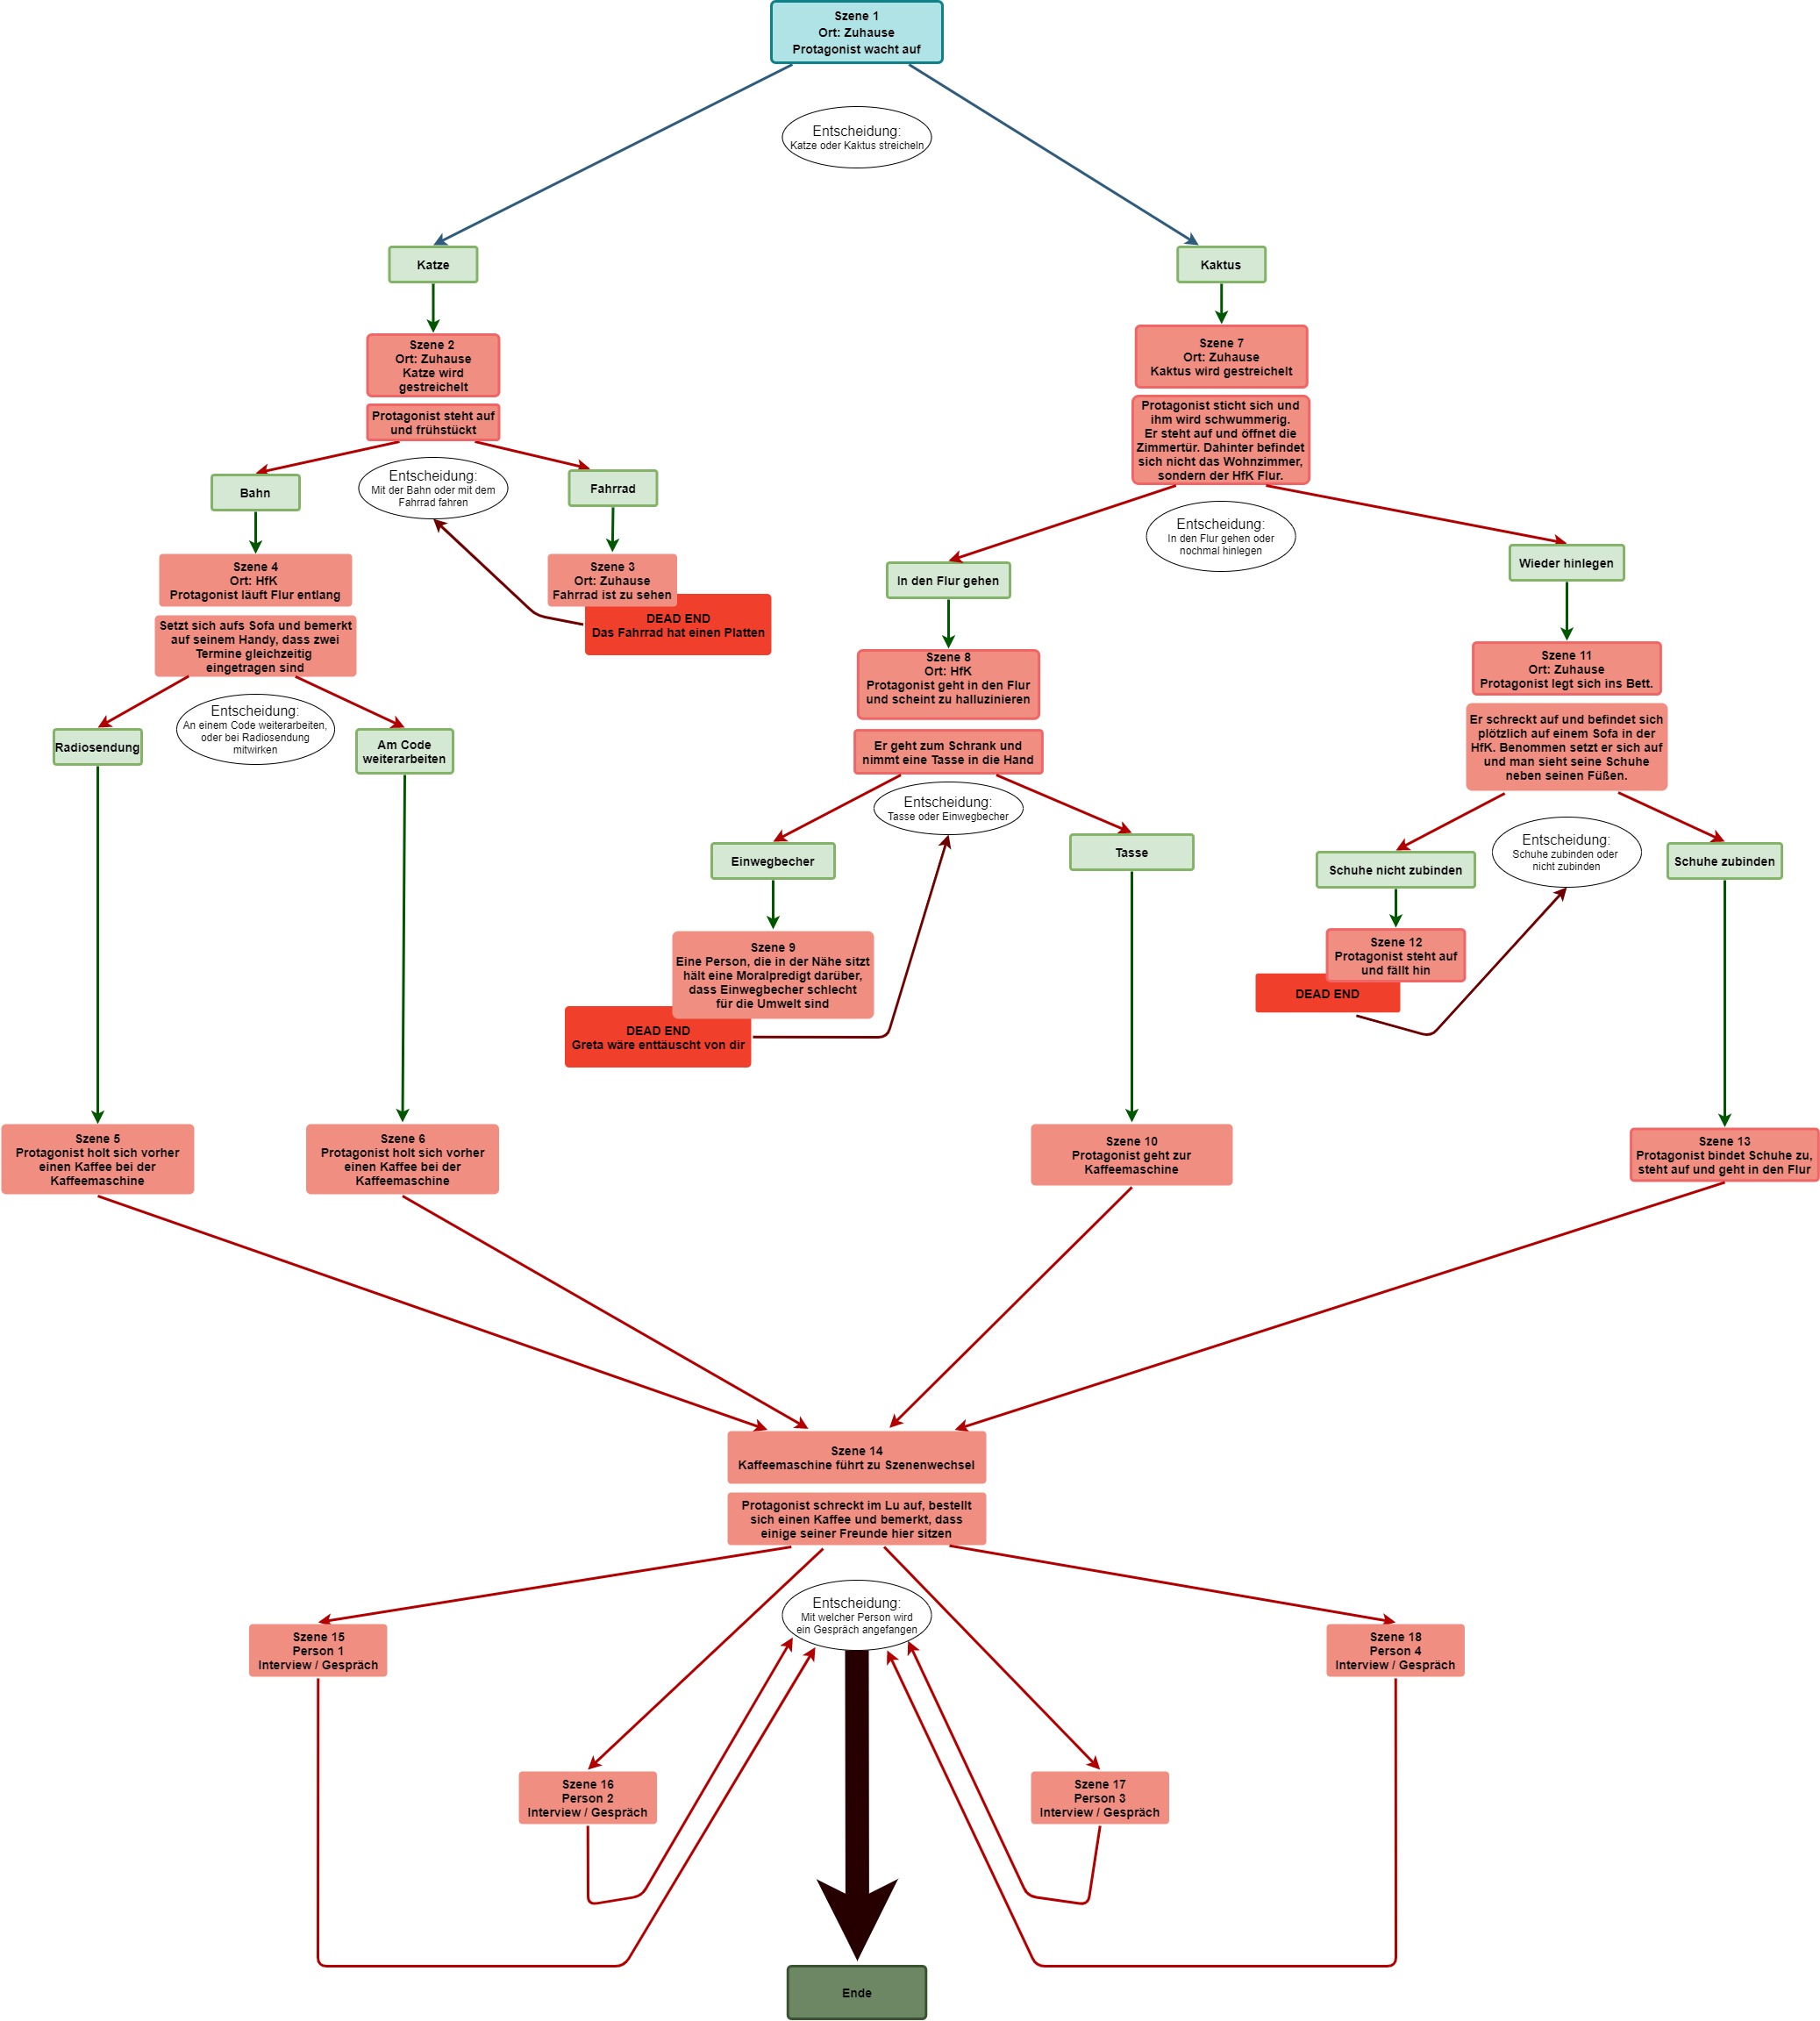 Szene 1
Ort: Zuhause
Protagonist wacht auf
Entscheidung:
Katze oder Kaktus streicheln
Katze
Kaktus
Szene 2
Ort: Zuhause
Katze wird
gestreichelt
Protagonist steht auf
und frühstückt
Szene 7
Ort: Zuhause
Kaktus wird gestreichelt
Protagonist sticht sich und
ihm wird schwummerig.
Er steht auf und öffnet die
Zimmertür. Dahinter befindet
sich nicht das Wohnzimmer,
sondern der HfK Flur.
Bahn
Entscheidung:
Mit der Bahn oder mit dem
Fahrrad fahren
Fahrrad
Entscheidung:
In den Flur gehen oder
nochmal hinlegen
In den Flur gehen
Wieder hinlegen
Szene 4
Ort: HfK
Protagonist läuft Flur entlang
Setzt sich aufs Sofa und bemerkt
auf seinem Handy, dass zwei
Termine gleichzeitig
eingetragen sind
Szene 3
Ort: Zuhause
Fahrrad ist zu sehen
DEAD END
Das Fahrrad hat einen Platten
Szene 8
Ort: HfK
Protagonist geht in den Flur
und scheint zu halluzinieren
Er geht zum Schrank und
nimmt eine Tasse in die Hand
Szene 11
Ort: Zuhause
Protagonist legt sich ins Bett.
Er schreckt auf und befindet sich
plötzlich auf einem Sofa in der
HfK. Benommen setzt er sich auf
und man sieht seine Schuhe
neben seinen Füßen.
Radiosendung
Entscheidung:
An einem Code weiterarbeiten,
oder bei Radiosendung
mitwirken
Am Code
weiterarbeiten
Entscheidung:
Tasse oder Einwegbecher
Einwegbecher
Tasse
Schuhe nicht zubinden
Entscheidung:
Schuhe zubinden oder
nicht zubinden
Schuhe zubinden
Szene 9
Eine Person, die in der Nähe sitzt
hält eine Moralpredigt darüber,
dass Einwegbecher schlecht
für die Umwelt sind
DEAD END
Greta wäre enttäuscht von dir
Szene 12
Protagonist steht auf
und fällt hin
DEAD END
Szene 5
Protagonist holt sich vorher
einen Kaffee bei der
Kaffeemaschine
Szene 6
Protagonist holt sich vorher
einen Kaffee bei der
Kaffeemaschine
Szene 10
Protagonist geht zur
Kaffeemaschine
Szene 13
Protagonist bindet Schuhe zu,
steht auf und geht in den Flur
Szene 14
Kaffeemaschine führt zu Szenenwechsel
Protagonist schreckt im Lu auf, bestellt
sich einen Kaffee und bemerkt, dass
einige seiner Freunde hier sitzen
Entscheidung:
Mit welcher Person wird
ein Gespräch angefangen
Szene 15
Person 1
Interview / Gespräch
Szene 18
Person 4
Interview / Gespräch
Szene 16
Person 2
Interview / Gespräch
Szene 17
Person 3
Interview / Gespräch
Ende